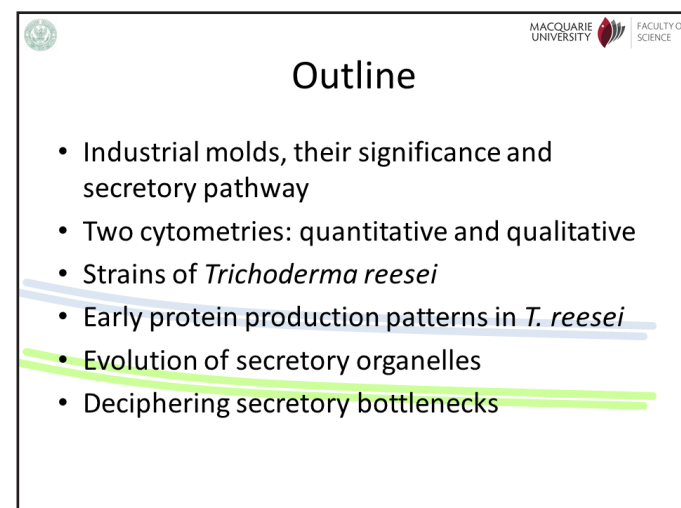 MACQUARIE
UNIVERSITY
FACULTY O
SCIENCE
Outline
• Industrial molds, their significance and
secretory pathway
• Two cytometries: quantitative and qualitative
• Strains of Trichoderma reesei
• Early protein production patterns in T. reesei
• Evolution of secretory organelles
• Deciphering secretory bottlenecks